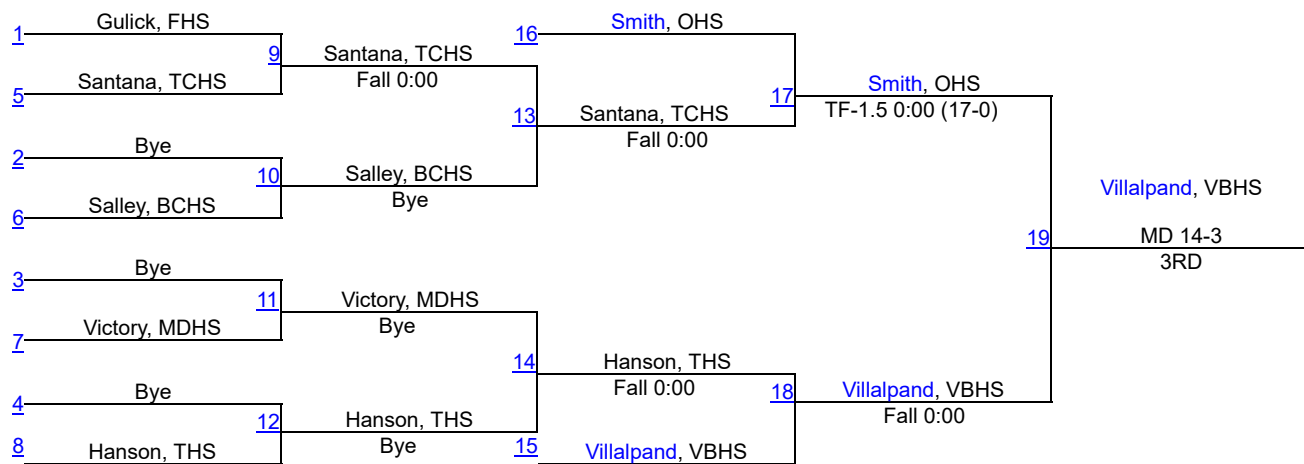 Gulick, FHS
1
9
Santana, TCHS
5
Santana, TCHS
Fall 0:00
Bye
2
10
Salley, BCHS
6
Salley, BCHS
Bye
13
Bye
3
11
Victory, MDHS
7
Victory, MDHS
Bye
Bye
4
12
Hanson, THS
8
Hanson, THS
Bye
14
16
Smith, OHS
Santana, TCHS
Fall 0:00
17
Hanson, THS
Fall 0:00
18
15
Villalpand, VBHS
Smith, OHS
TF-1.5 0:00 (17-0)
Villalpand, VBHS
Fall 0:00
19
Villalpand, VBHS
MD 14-3
3RD